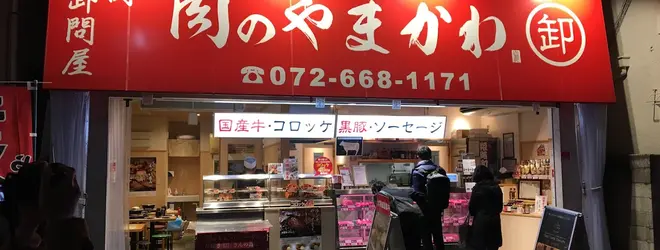 卸問屋
肉のやまかわ 卸
☎072-668-1171
国産牛・コロッケ 黒豚・ソーセージ